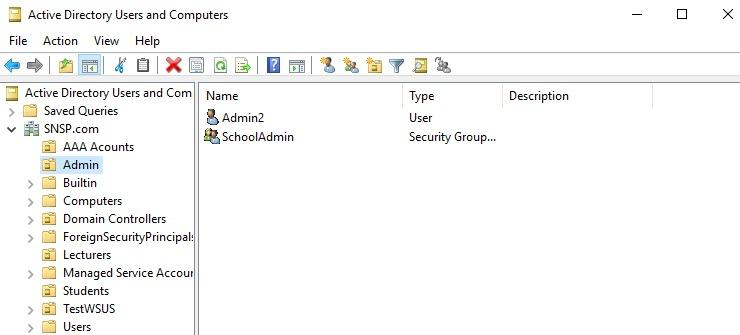 Active Directory Users and Computers
File Action View Help
Active Directory Users and Com
Saved Queries
SNSP.com
AAA Acounts
Admin
Builtin
Computers
Domain Controllers
ForeignSecurityPrincipals
Lecturers
Managed Service Accour
Students
TestWSUS
Users
Name Type Description
Admin2 User
SchoolAdmin Security Group...